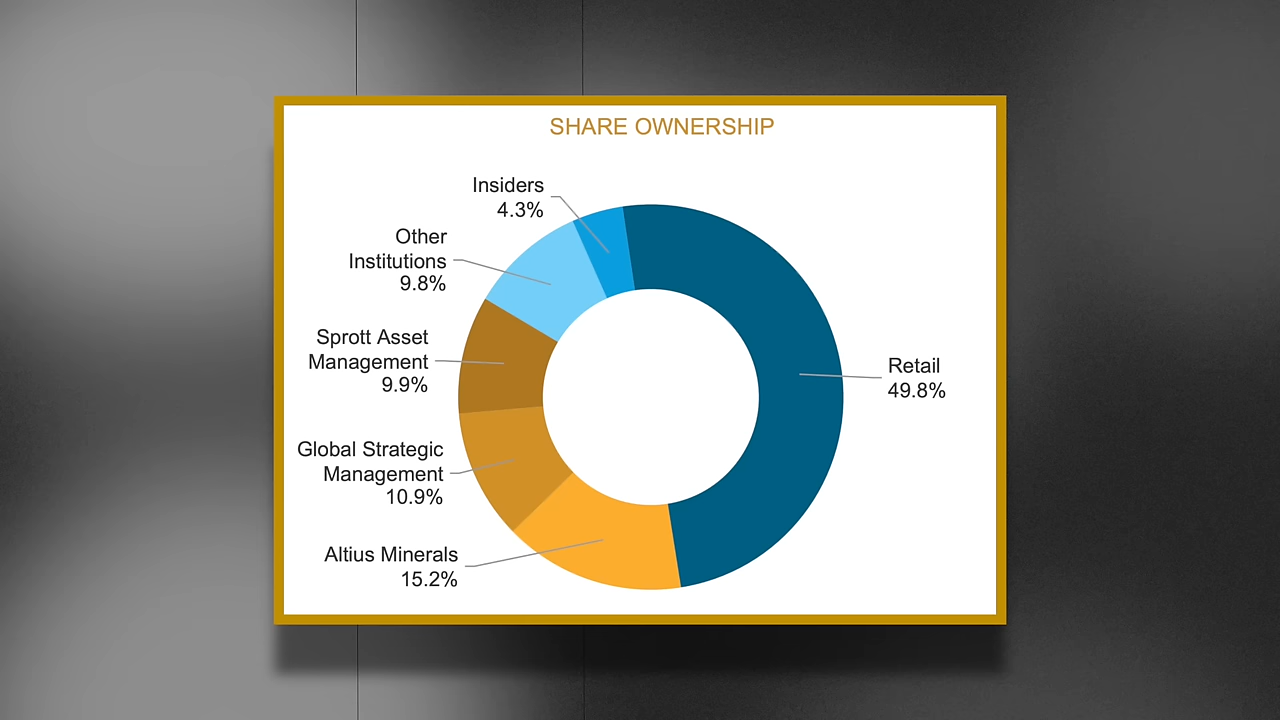 SHARE OWNERSHIP
Insiders
4.3%
Other
Institutions
9.8%
Sprott Asset
Management
9.9%
Retail
49.8%
Global Strategic
Management
10.9%
Altius Minerals
15.2%